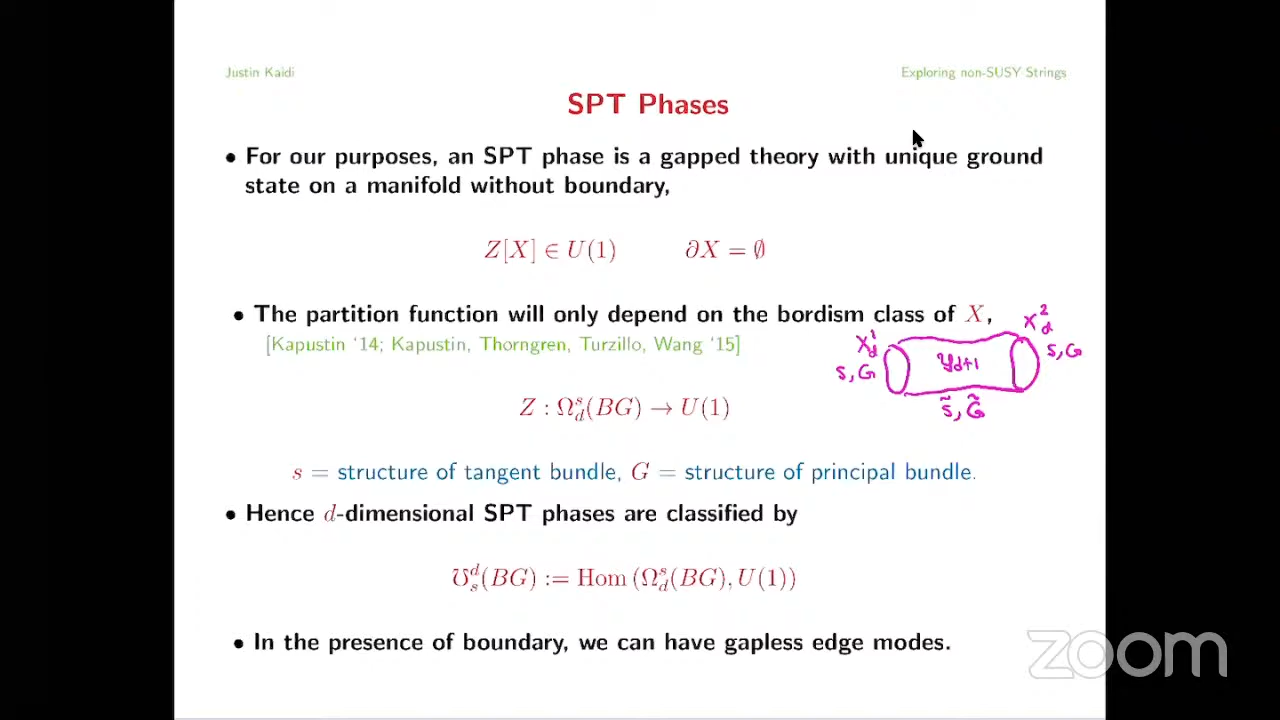 Justin Kaidi
Exploring non-SUSY Strings
SPT Phases
• For our purposes, an SPT phase is a gapped theory with unique ground
state on a manifold without boundary,
Z[X] ∈ U(1) ∂X = ∅
• The partition function will only depend on the bordism class of X,
[Kapustin ‘14; Kapustin, Thorngren, Turzillo, Wang ‘15]
X¹_d
X²_d
S, G
Y_{d+1}
S, G
S̃, G̃
Z : Ω^s_d(BG) → U(1)
s = structure of tangent bundle, G = structure of principal bundle.
• Hence d-dimensional SPT phases are classified by
℧^d_s(BG) := Hom (Ω^s_d(BG), U(1))
• In the presence of boundary, we can have gapless edge modes.
zoom